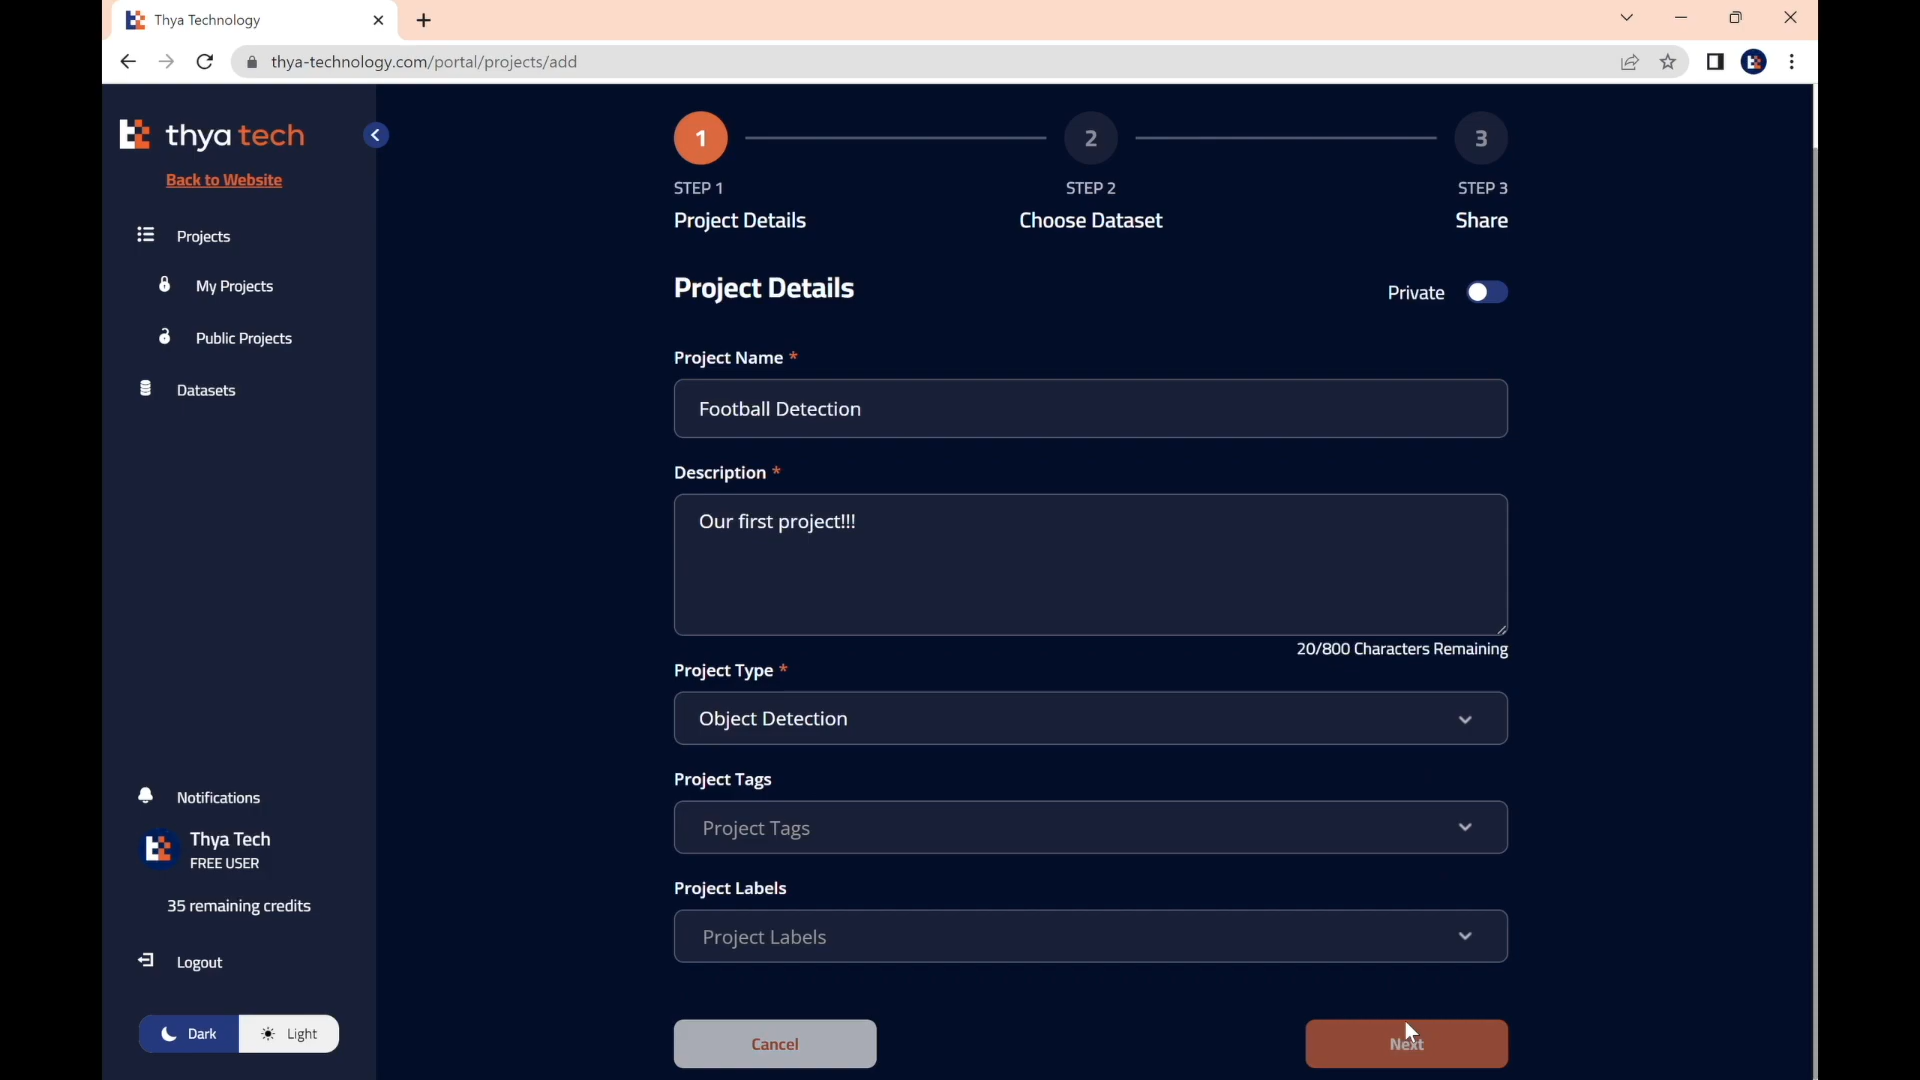 Thya Technology
thya-technology.com/portal/projects/add
thya tech
Back to Website
Projects
My Projects
Public Projects
Datasets
Notifications
Thya Tech
FREE USER
35 remaining credits
Logout
Dark
Light
1
2
3
STEP 1
STEP 2
STEP 3
Project Details
Choose Dataset
Share
Project Details
Private
Project Name *
Football Detection
Description *
Our first project!!!
20/800 Characters Remaining
Project Type *
Object Detection
Project Tags
Project Tags
Project Labels
Project Labels
Cancel
Next